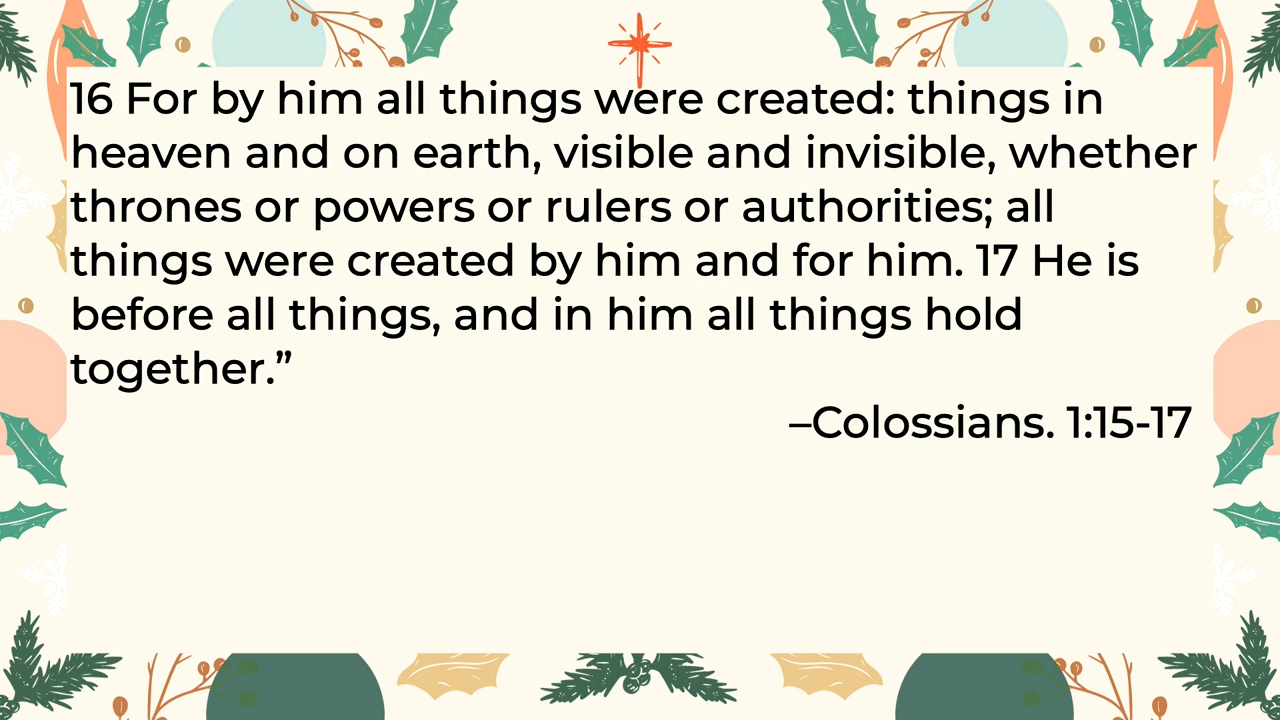 16 For by him all things were created: things in
heaven and on earth, visible and invisible, whether
thrones or powers or rulers or authorities; all
things were created by him and for him. 17 He is
before all things, and in him all things hold
together.”
–Colossians. 1:15-17